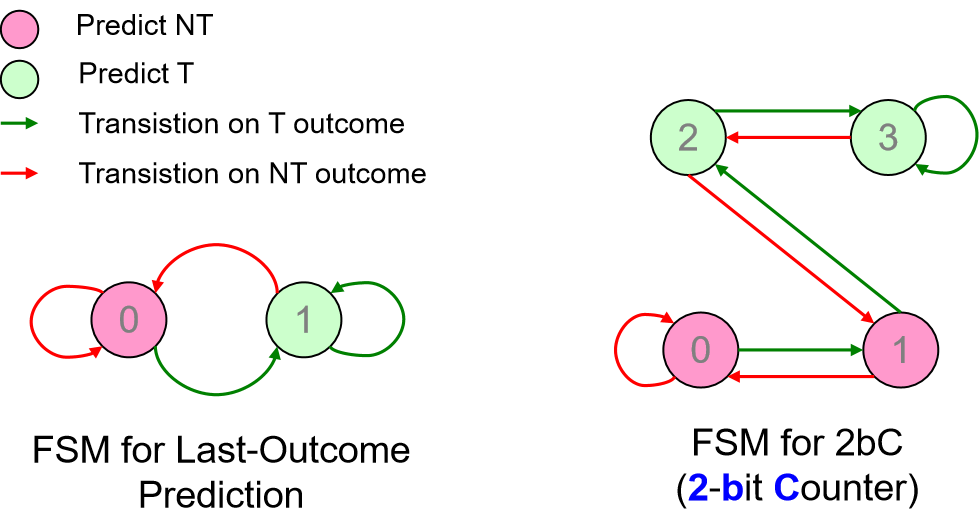 Predict NT
Predict T
Transistion on T outcome
Transistion on NT outcome
0
1
FSM for Last-Outcome
Prediction
2
3
0
1
FSM for 2bC
(2-bit Counter)